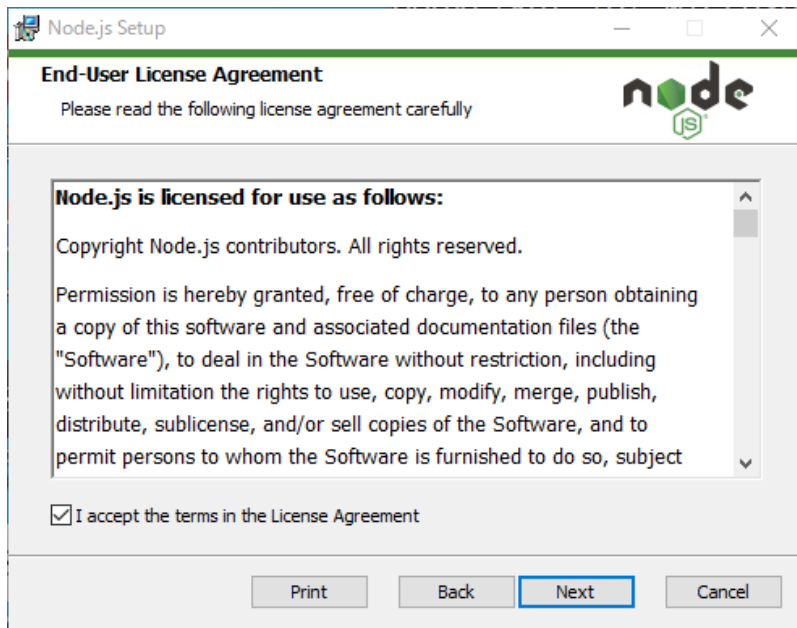 Node.js Setup
End-User License Agreement
Please read the following license agreement carefully
node
JS
Node.js is licensed for use as follows:
Copyright Node.js contributors. All rights reserved.
Permission is hereby granted, free of charge, to any person obtaining
a copy of this software and associated documentation files (the
"Software"), to deal in the Software without restriction, including
without limitation the rights to use, copy, modify, merge, publish,
distribute, sublicense, and/or sell copies of the Software, and to
permit persons to whom the Software is furnished to do so, subject
I accept the terms in the License Agreement
Print Back Next Cancel